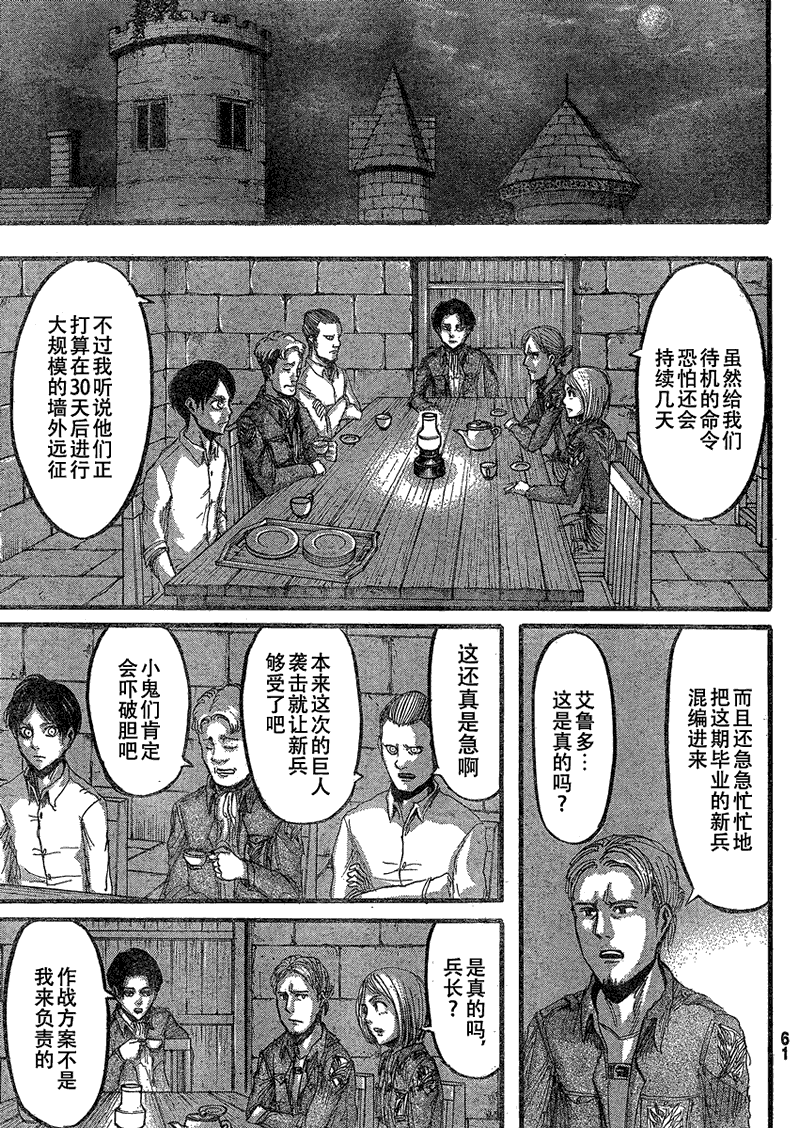 虽然给我们
待机的命令
恐怕还会
持续几天
不过我听说他们正
打算在30天后进行
大规模的墙外远征
而且还急急忙忙地
把这期毕业的新兵
混编进来
艾鲁多…
这是真的吗？
这还真是急啊
本来这次的巨人
袭击就让新兵
够受了吧
小鬼们肯定
会吓破胆吧
是真的吗，
兵长？
作战方案不是
我来负责的
61